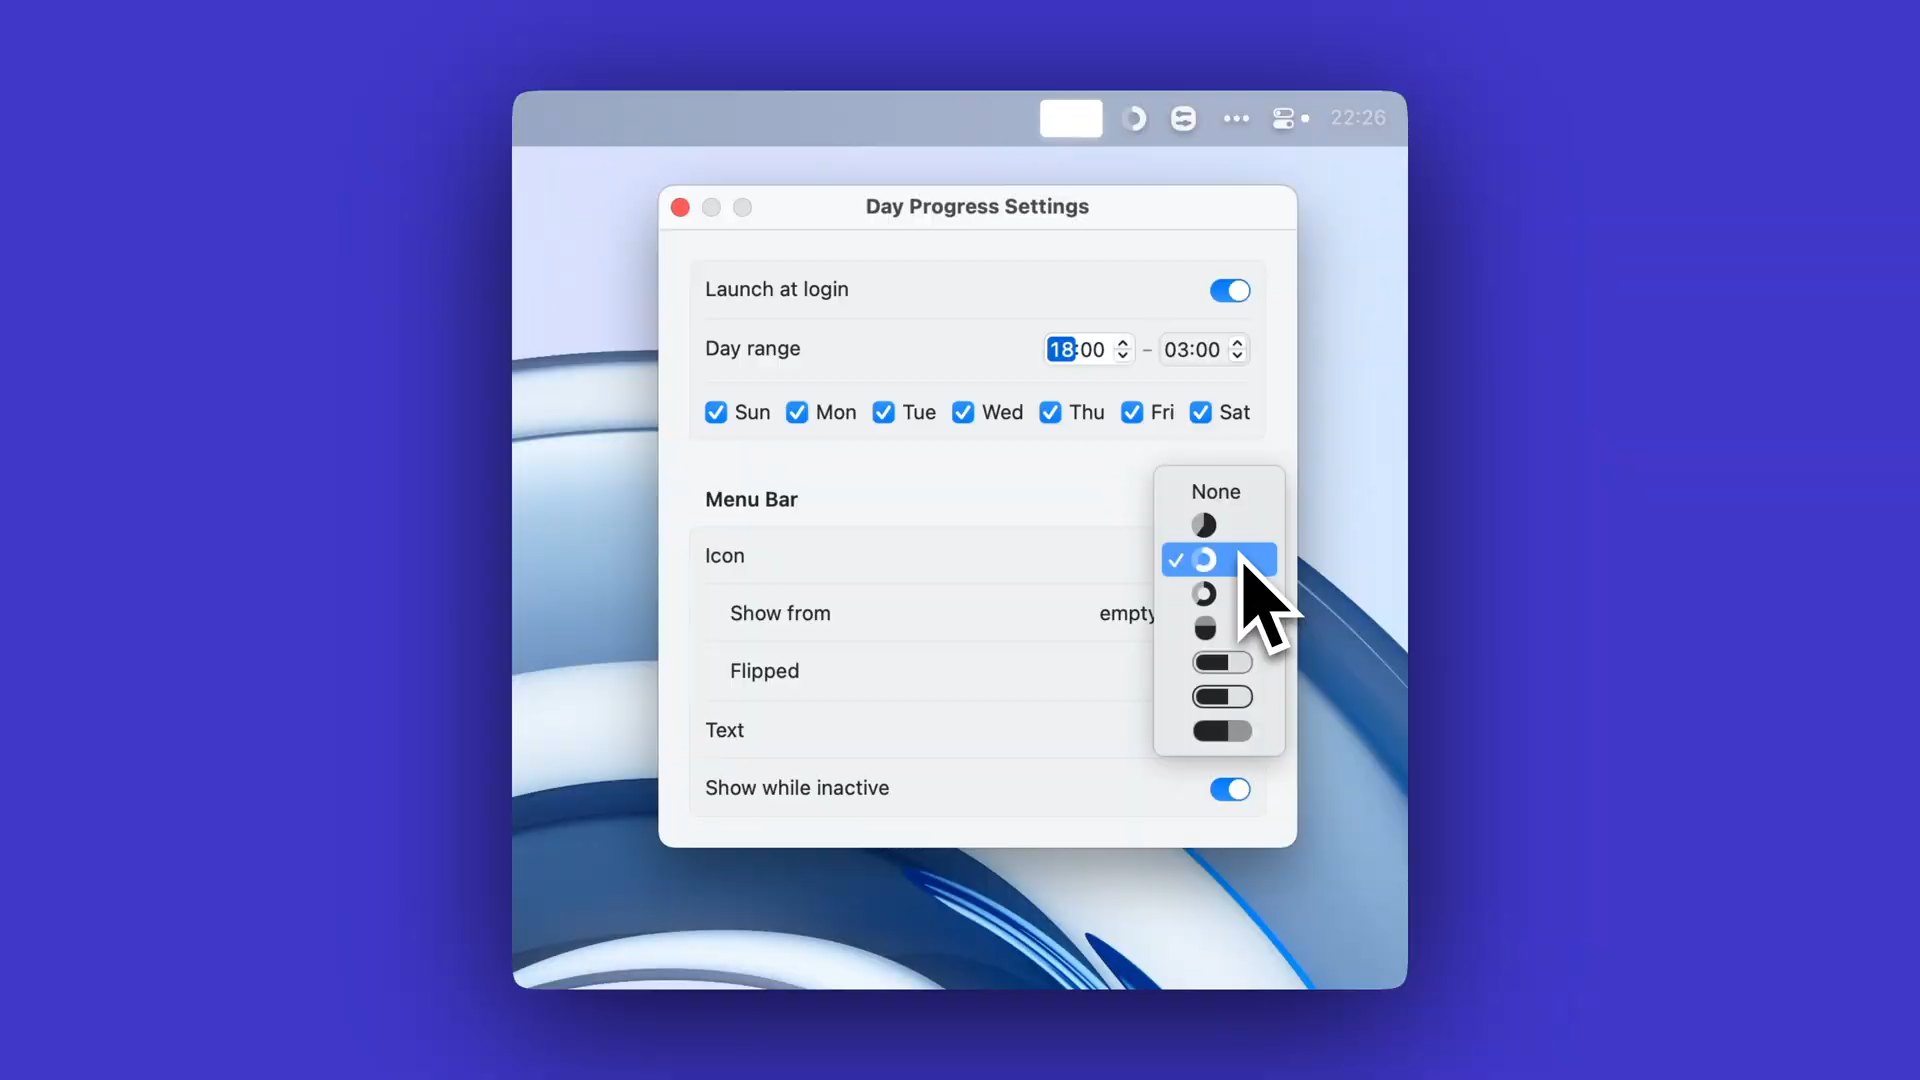 22:26
Day Progress Settings
Launch at login
Day range 18:00 – 03:00
Sun Mon Tue Wed Thu Fri Sat
Menu Bar
None
Icon
Show from empty
Flipped
Text
Show while inactive